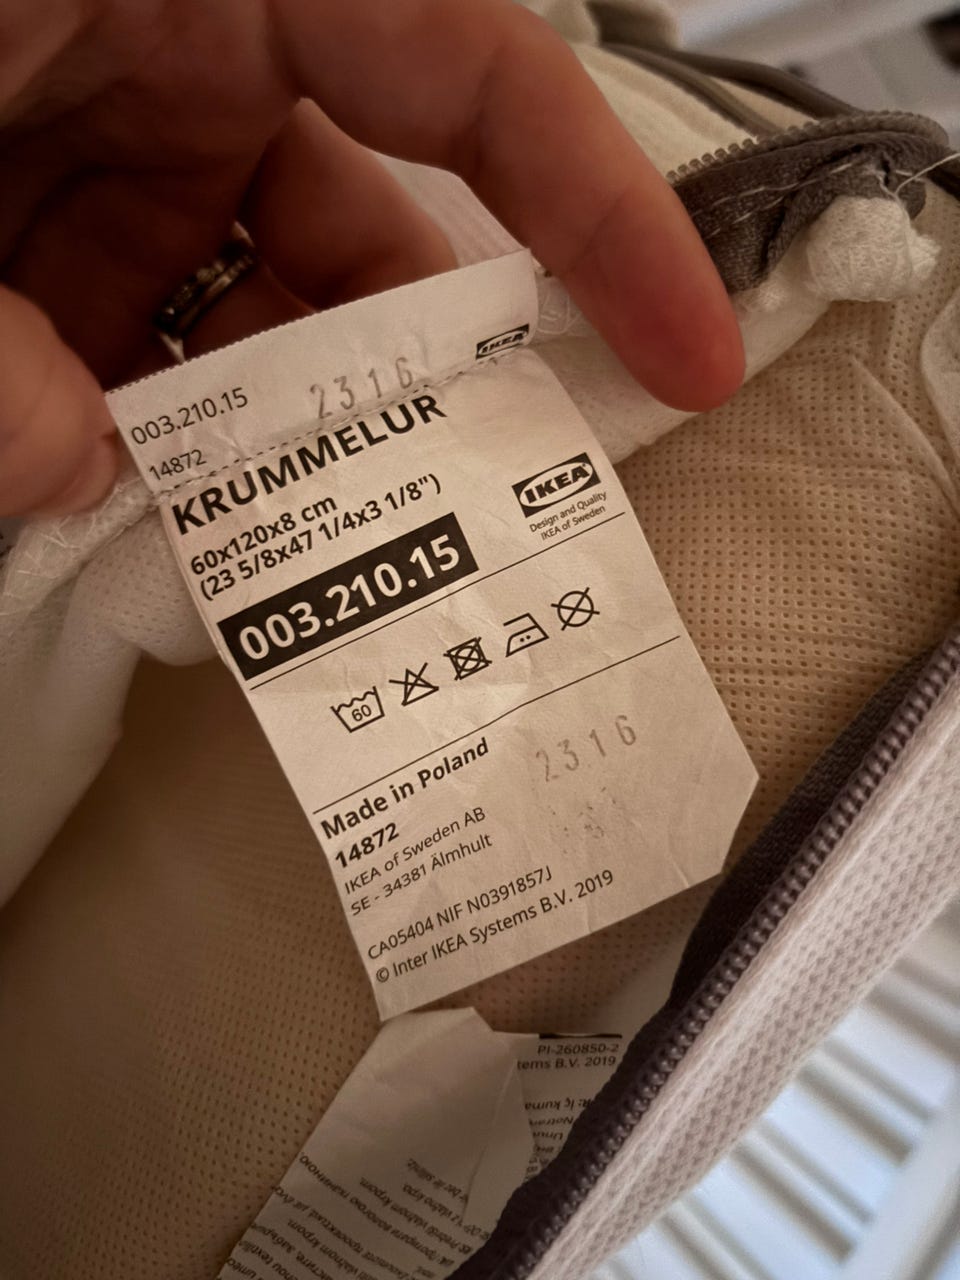 IKEA
003.210.15
2316
14872
KRUMMELUR
60x120x8 cm
(23 5/8x47 1/4x3 1/8")
IKEA
Design and Quality
IKEA of Sweden
003.210.15
60
Made in Poland
2316
14872
IKEA of Sweden AB
SE - 34381 Älmhult
CA05404 NIF N0391857J
© Inter IKEA Systems B.V. 2019
PI-260850-2
tems B.V. 2019